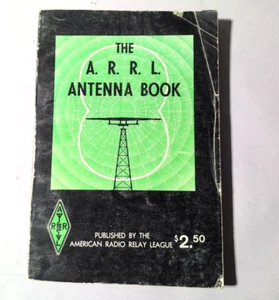 THE
A. R. R. L.
ANTENNA BOOK
A
R R
L
PUBLISHED BY THE
AMERICAN RADIO RELAY LEAGUE
$2.50